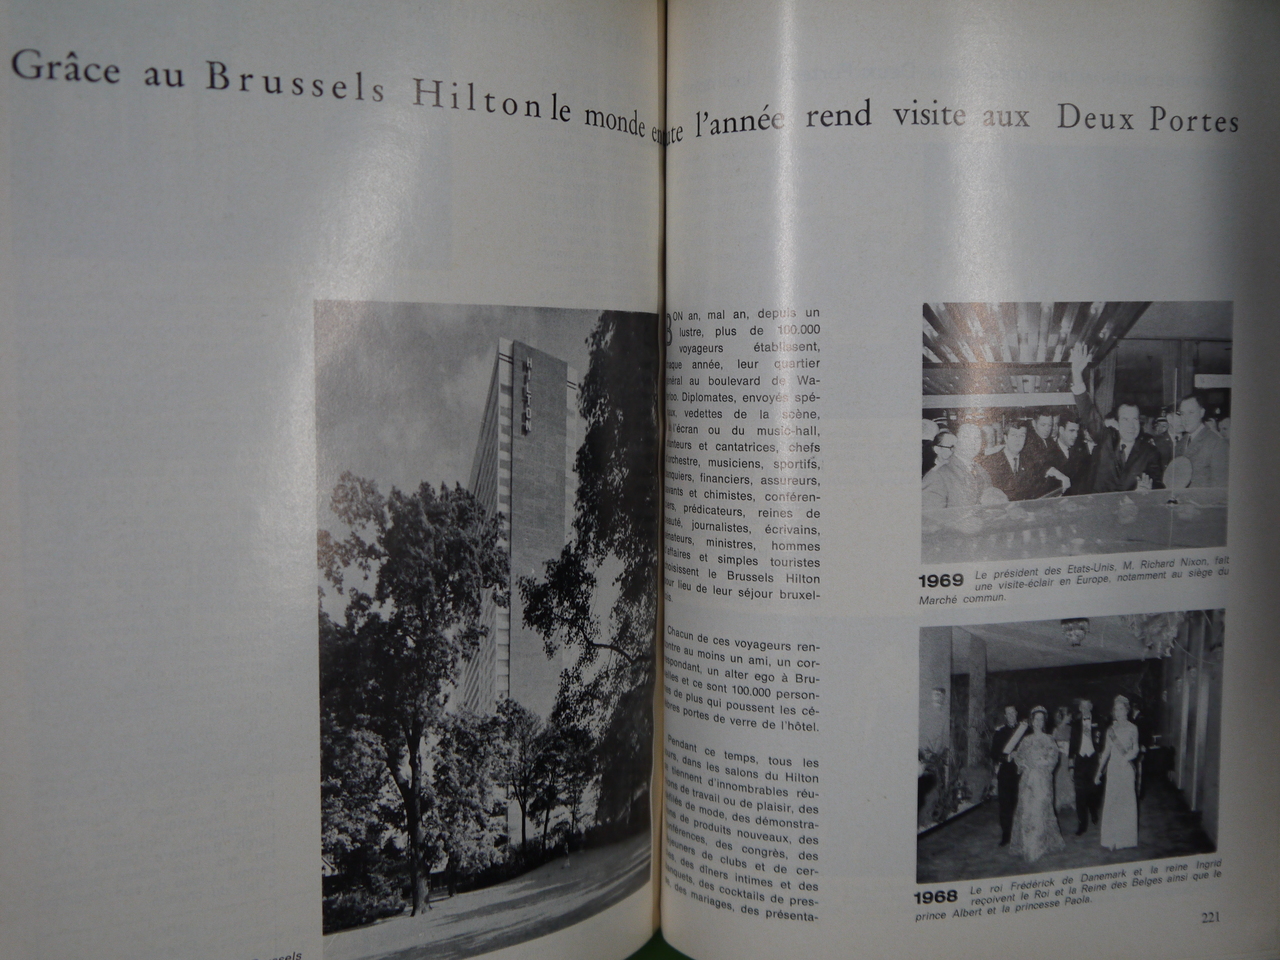 Grâce au Brussels Hilton le monde
l'année rend visite aux Deux Portes
HILTON
BON an, mal an, depuis un
lustre, plus de 100.000
voyageurs établissent,
année, leur quartier
au boulevard de Wa-
Diplomates, envoyés spé-
vedettes de la scène,
l'écran ou du music-hall,
et cantatrices, chefs
musiciens, sportifs,
financiers, assureurs,
et chimistes, conféren-
prédicateurs, reines de
journalistes, écrivains,
ministres, hommes
d'affaires et simples touristes
choisissent le Brussels Hilton
lieu de leur séjour bruxel-
Chacun de ces voyageurs ren-
au moins un ami, un cor-
un alter ego à Bru-
et ce sont 100.000 person-
de plus qui poussent les cé-
portes de verre de l'hôtel.
Pendant ce temps, tous les
dans les salons du Hilton
tiennent d'innombrables réu-
de travail ou de plaisir, des
de mode, des démonstra-
de produits nouveaux, des
des congrès, des
de clubs et de cer-
des dîners intimes et des
des cocktails de pres-
des mariages, des présenta-
1969 Le président des Etats-Unis, M. Richard Nixon, fait
une visite-éclair en Europe, notamment au siège du
Marché commun.
1968 Le roi Frédérick de Danemark et la reine Ingrid
reçoivent le Roi et la Reine des Belges ainsi que le
prince Albert et la princesse Paola.
221